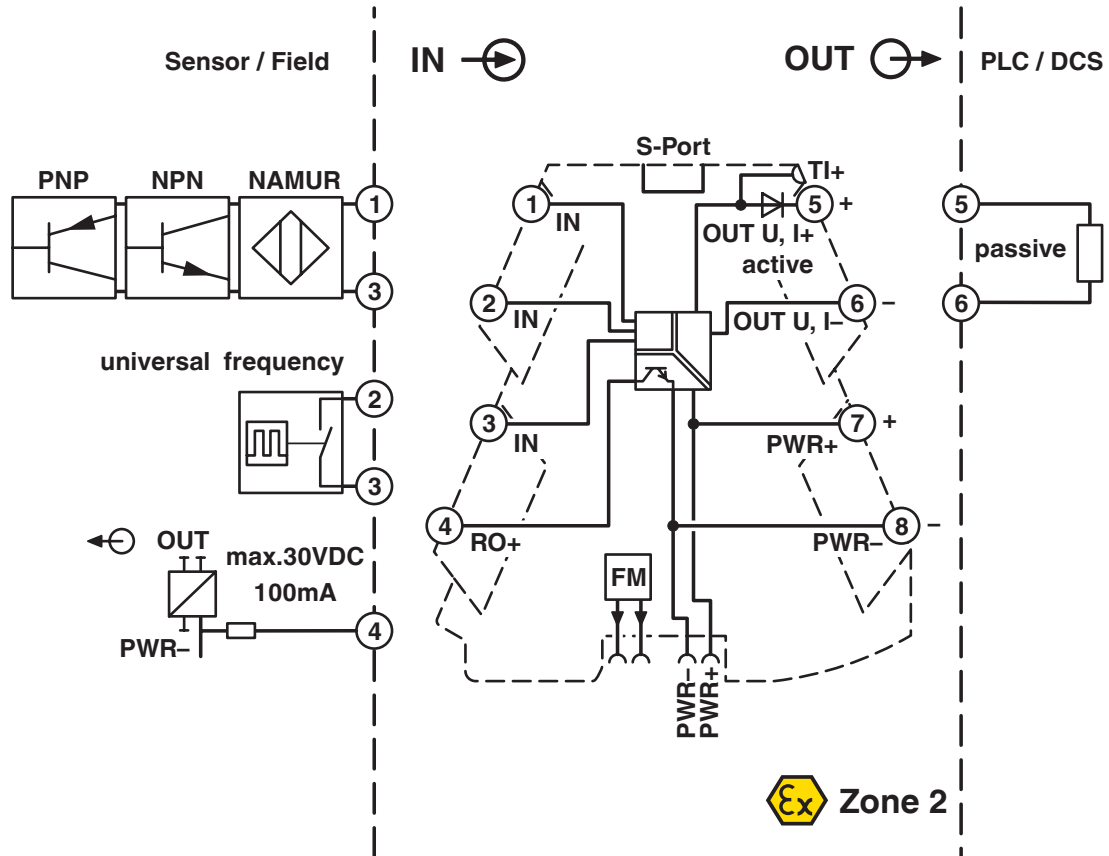 Sensor / Field
IN
OUT
PLC / DCS
S-Port
TI+
PNP
NPN
NAMUR
1
3
1
IN
5
+
OUT U, I+
active
5
passive
6
2
IN
6
–
OUT U, I–
universal frequency
2
3
3
IN
7
+
PWR+
4
RO+
8
–
PWR–
OUT
max.30VDC
100mA
PWR–
4
FM
PWR–
PWR+
Ex
Zone 2